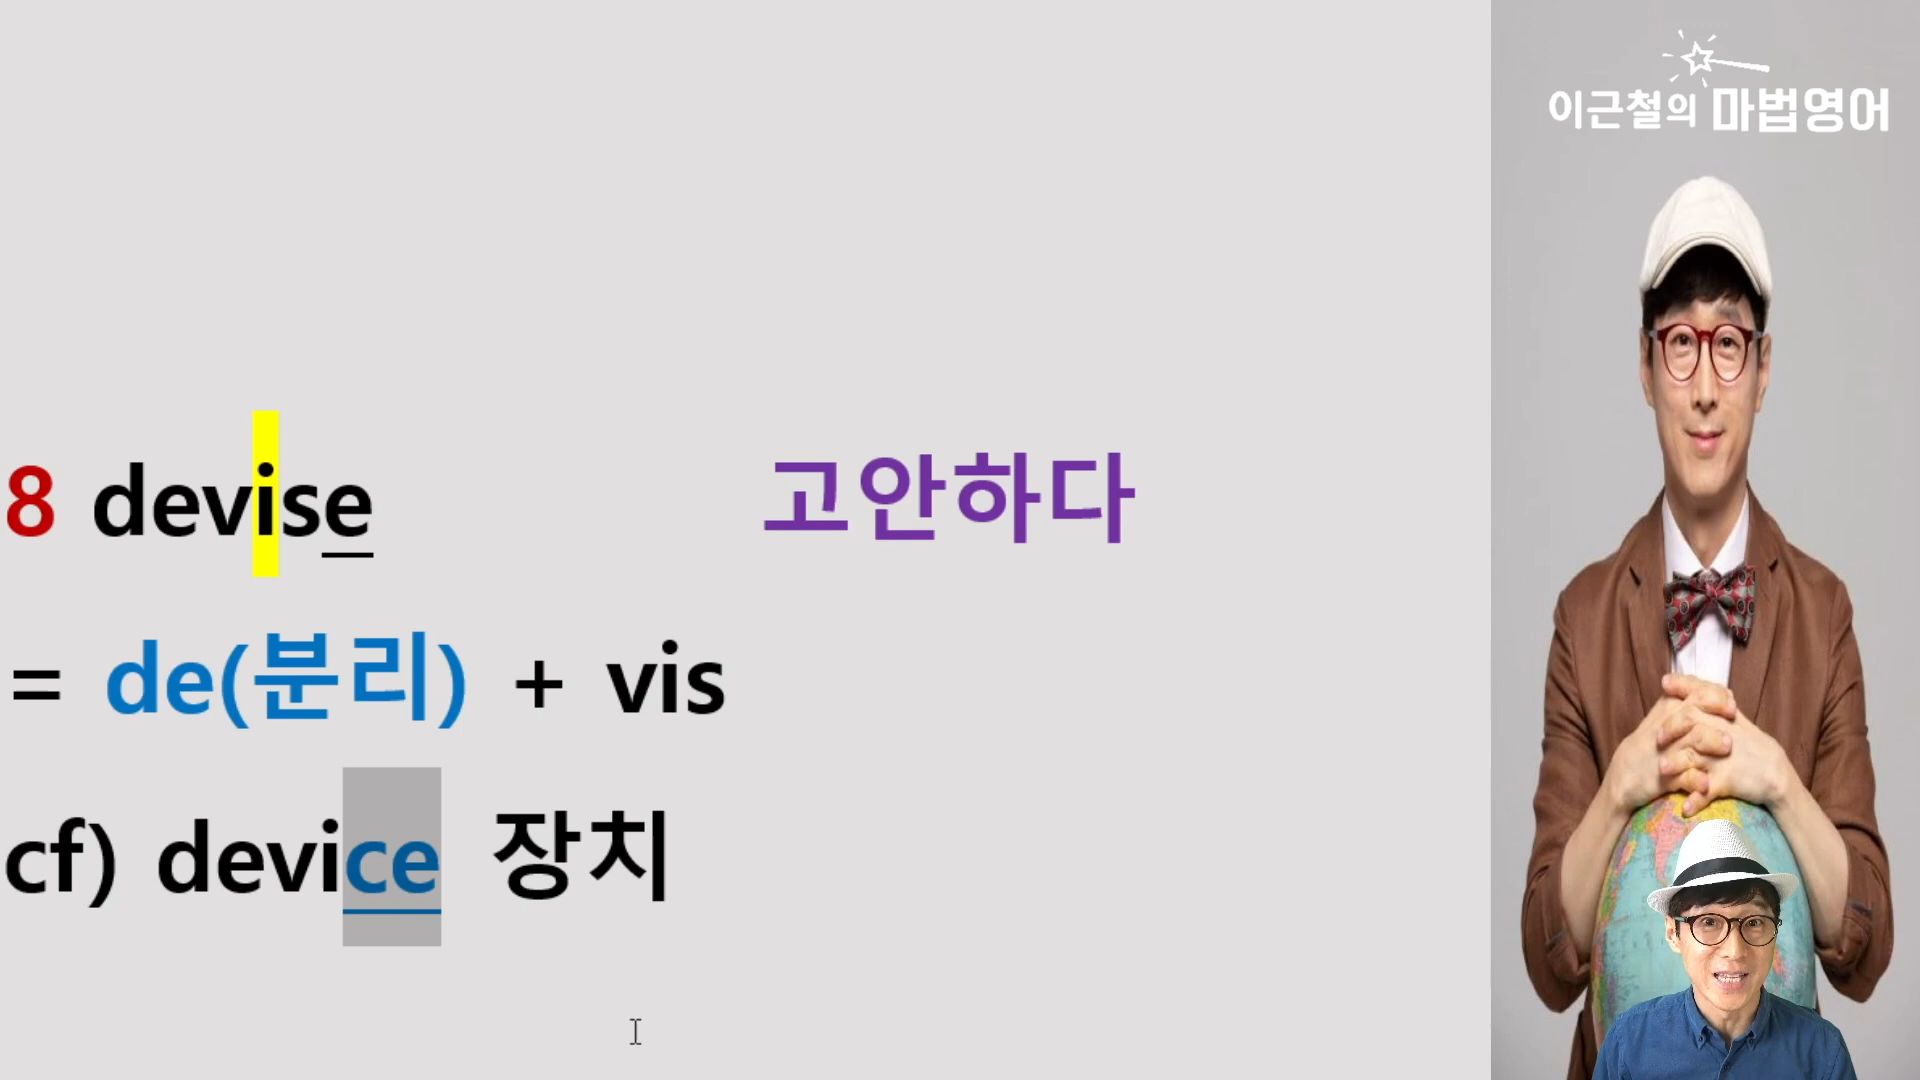 이근철의 마법영어
8 devise 고안하다
= de(분리) + vis
cf) device 장치